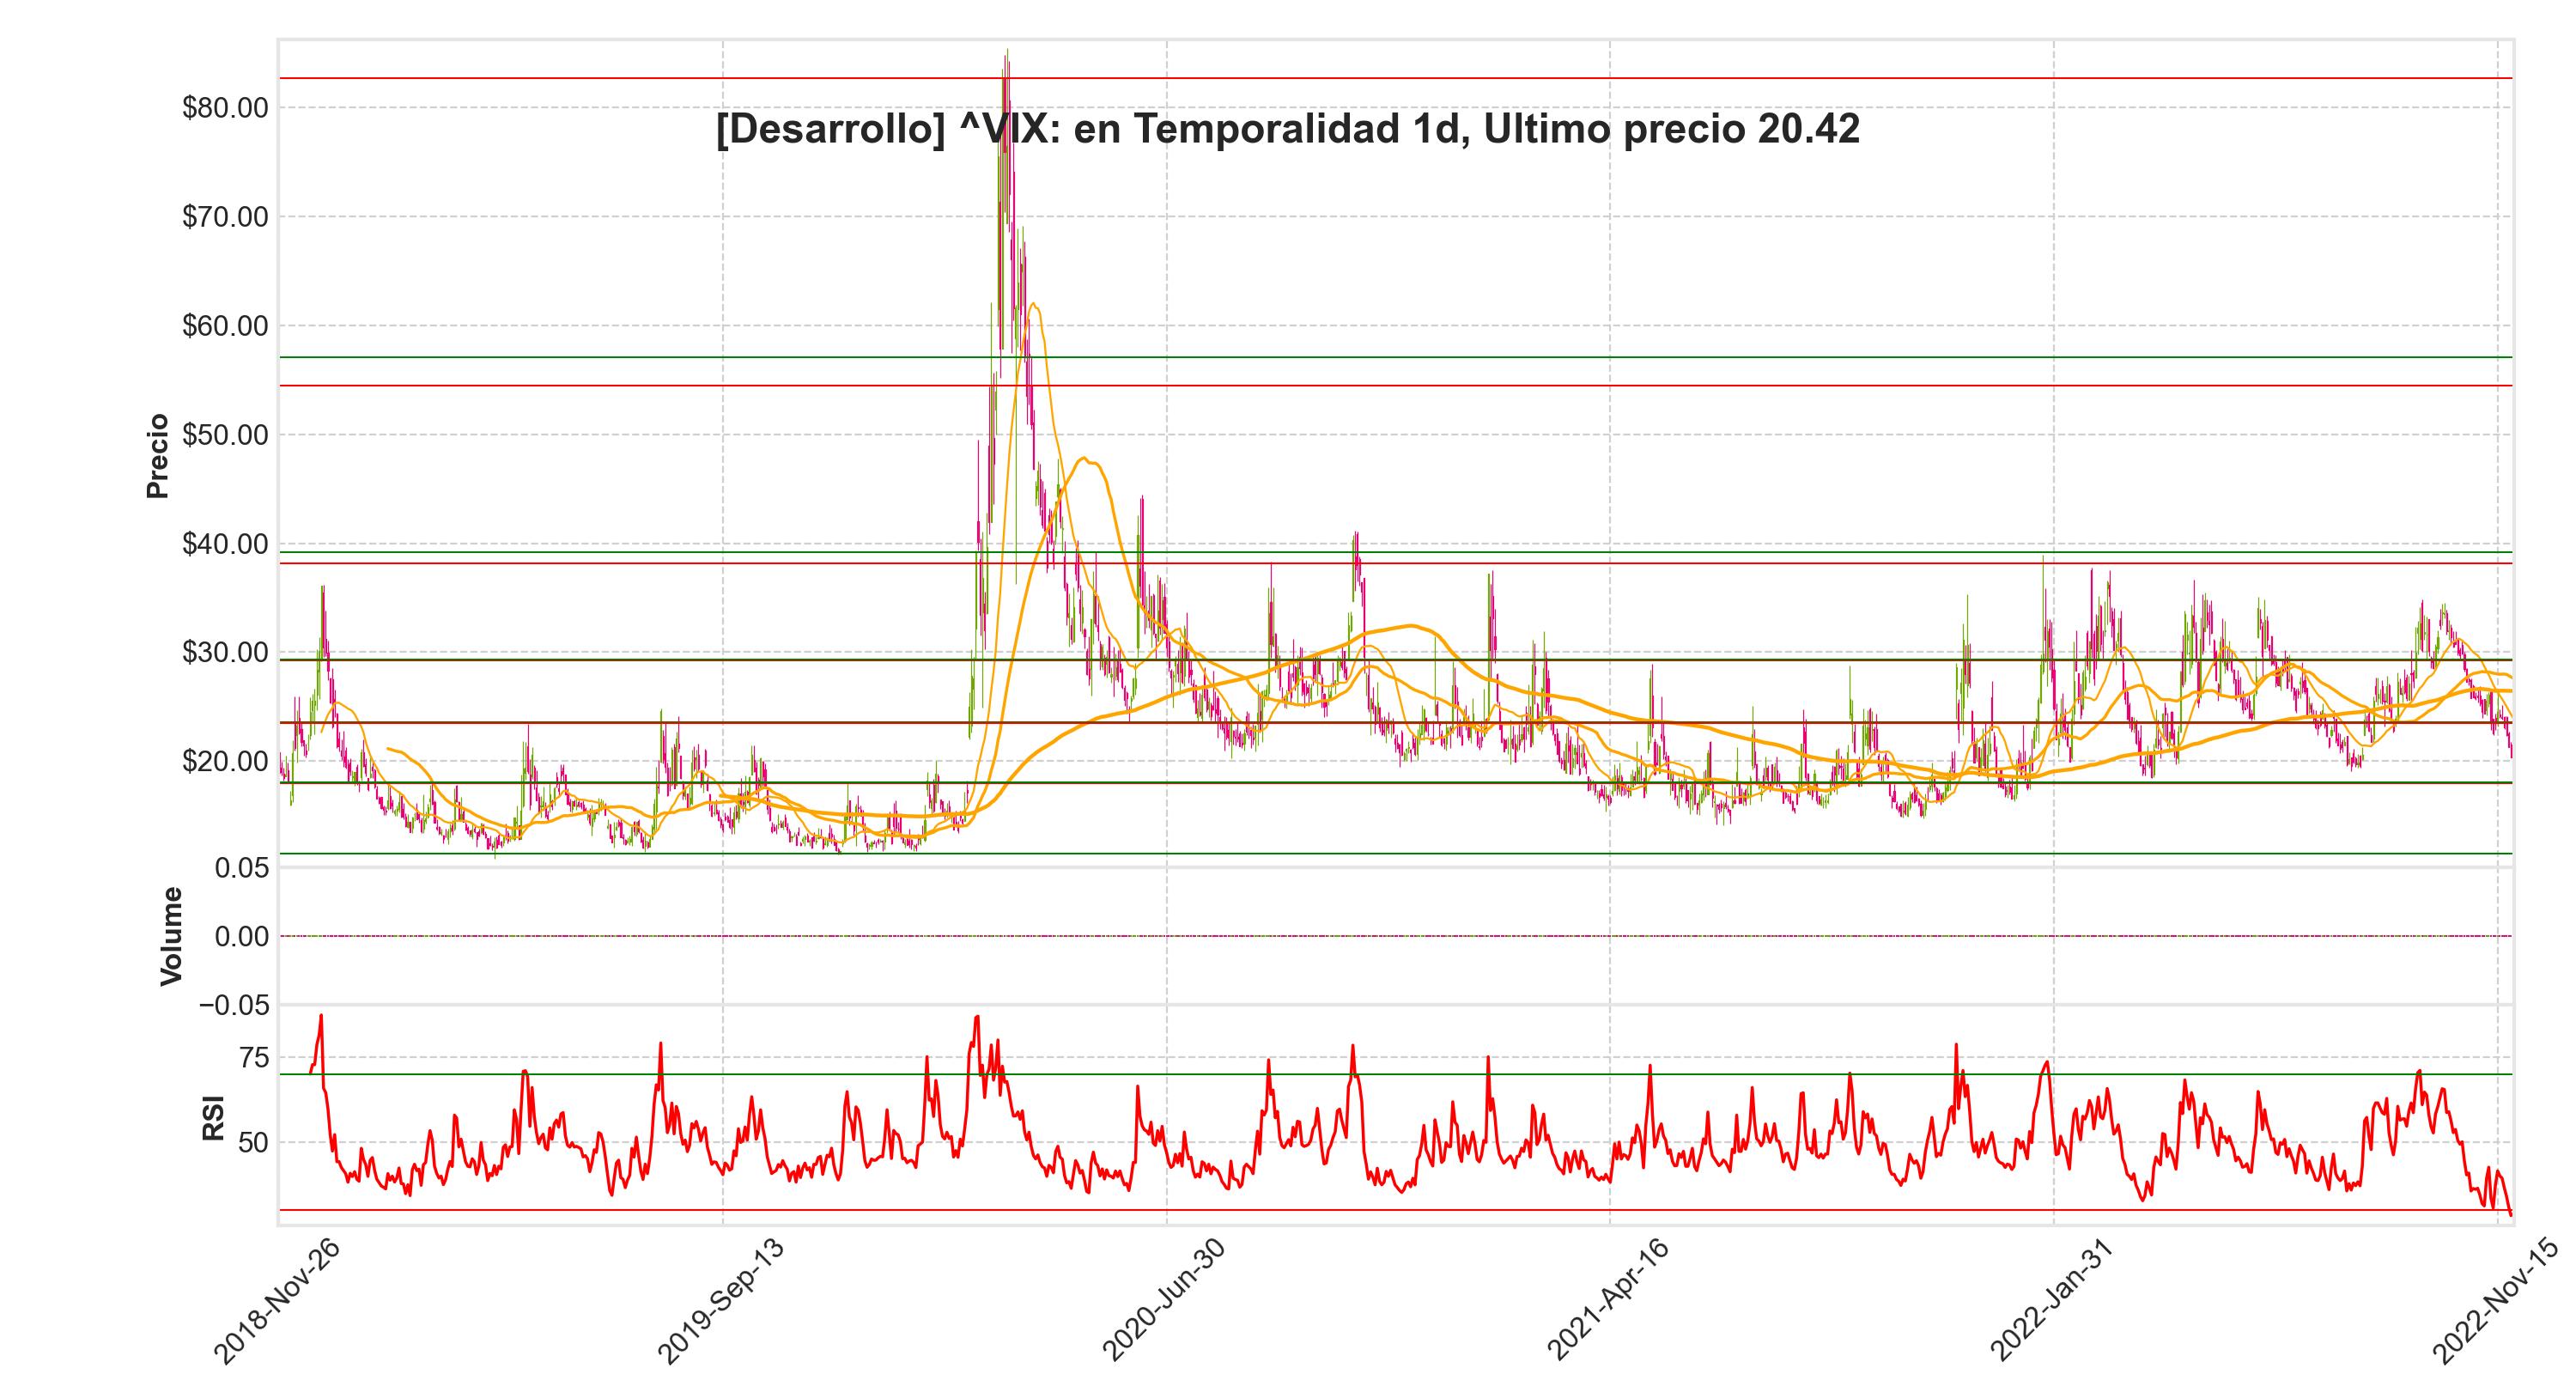 [Desarrollo] ^VIX: en Temporalidad 1d, Ultimo precio 20.42
$80.00
$70.00
$60.00
$50.00
$40.00
$30.00
$20.00
Precio
0.05
0.00
−0.05
Volume
75
50
RSI
2018-Nov-26
2019-Sep-13
2020-Jun-30
2021-Apr-16
2022-Jan-31
2022-Nov-15